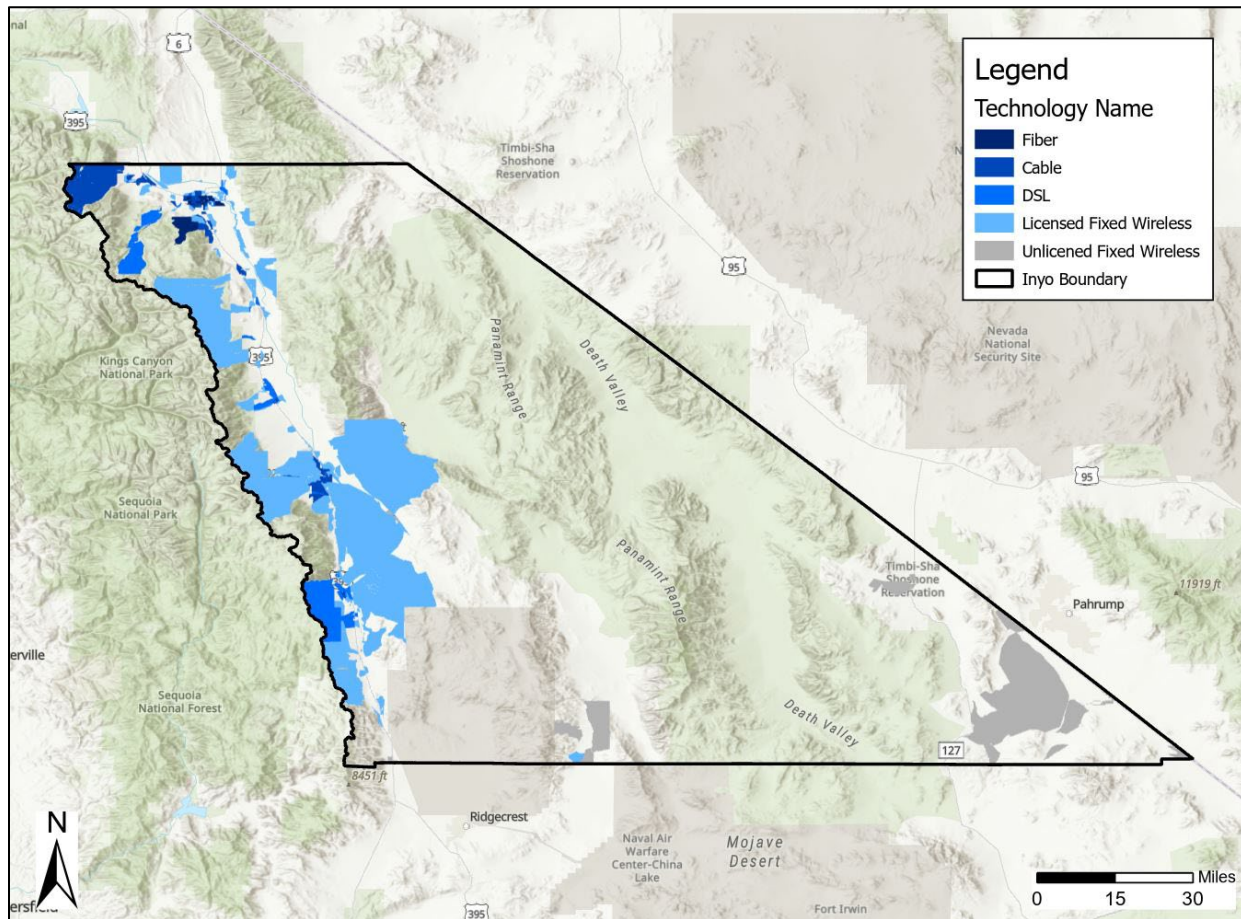 nal
6
395
Timbi-Sha
Shoshone
Reservation
Legend
Technology Name
Fiber
Cable
DSL
Licensed Fixed Wireless
Unlicened Fixed Wireless
Inyo Boundary
95
Nevada
National
Security Site
Kings Canyon
National Park
395
Panamint Range
Death Valley
95
Sequoia
National Park
Panamint Range
Timbi-Sha
Shoshone
Reservation
11919 ft
Pahrump
erville
Sequoia
National Forest
Death Valley
127
8451 ft
Ridgecrest
N
Naval Air
Warfare
Center-China
Lake
Mojave
Desert
Miles
0 15 30
ersfield
395
Fort Irwin